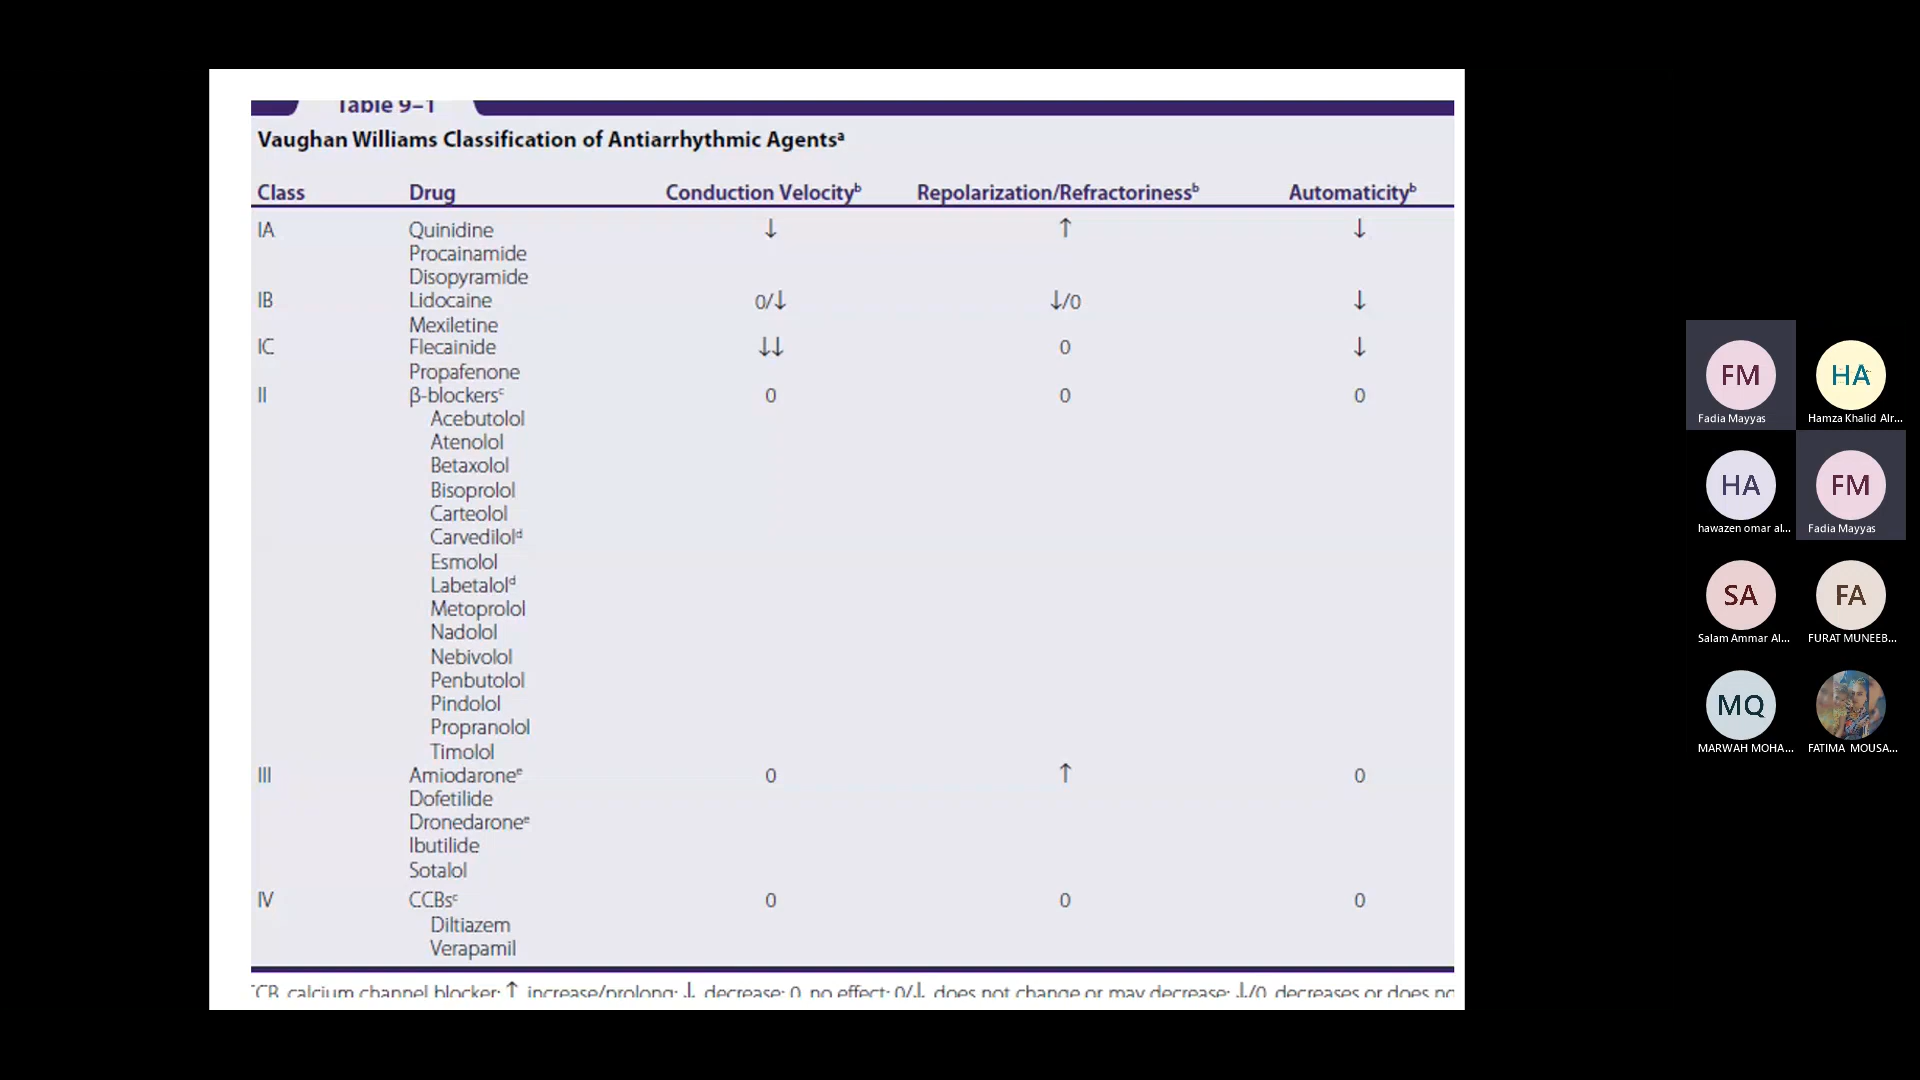 Table 9–1
Vaughan Williams Classification of Antiarrhythmic Agentsᵃ
Class Drug Conduction Velocityᵇ Repolarization/Refractorinessᵇ Automaticityᵇ
IA Quinidine ↓ ↑ ↓
Procainamide
Disopyramide
IB Lidocaine 0/↓ ↓/0 ↓
Mexiletine
IC Flecainide ↓↓ 0 ↓
Propafenone
II β-blockersᶜ 0 0 0
Acebutolol
Atenolol
Betaxolol
Bisoprolol
Carteolol
Carvedilolᵈ
Esmolol
Labetalolᵈ
Metoprolol
Nadolol
Nebivolol
Penbutolol
Pindolol
Propranolol
Timolol
III Amiodaroneᵉ 0 ↑ 0
Dofetilide
Dronedaroneᵉ
Ibutilide
Sotalol
IV CCBsᶜ 0 0 0
Diltiazem
Verapamil
calcium channel blocker; ↑ increase/prolong; ↓ decrease; 0, no effect; 0/↓, does not change or may decrease; ↓/0, decreases or does
FM HA
Fadia Mayyas Hamza Khalid Alr...
HA FM
hawazen omar al... Fadia Mayyas
SA FA
Salam Ammar Al... FURAT MUNEEB...
MQ
MARWAH MOHA... FATIMA MOUSA...